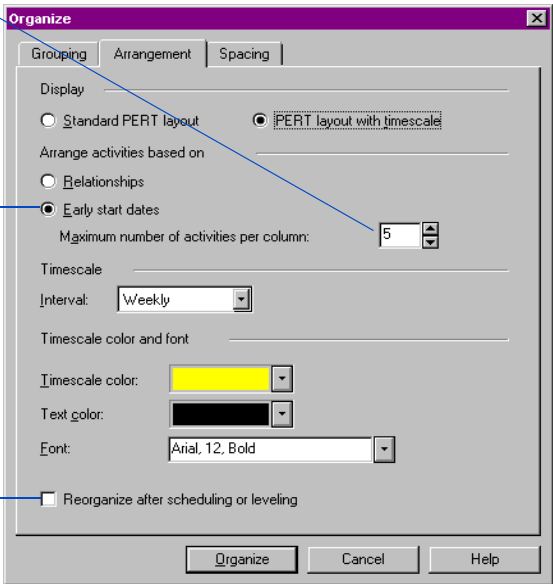 Organize
Grouping Arrangement Spacing
Display
Standard PERT layout PERT layout with timescale
Arrange activities based on
Relationships
Early start dates
Maximum number of activities per column: 5
Timescale
Interval: Weekly
Timescale color and font
Timescale color:
Text color:
Font: Arial, 12, Bold
Reorganize after scheduling or leveling
Organize Cancel Help